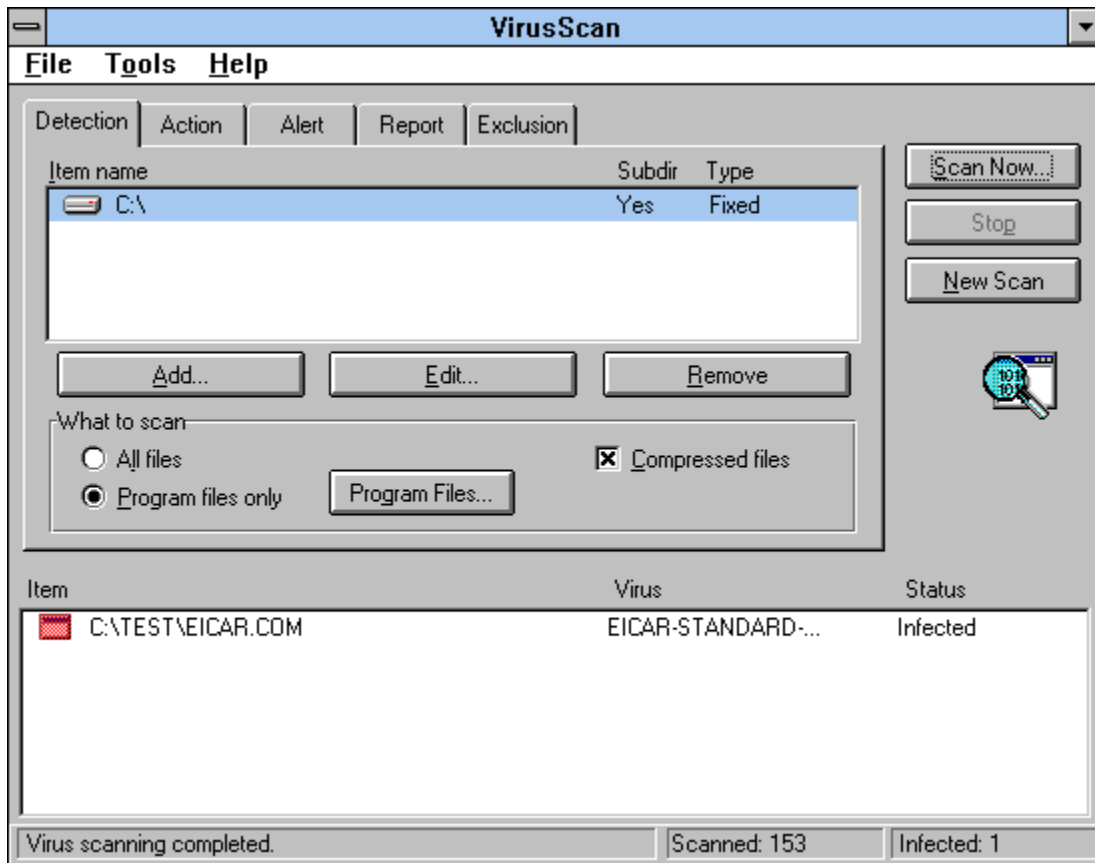 VirusScan
File Tools Help
Detection Action Alert Report Exclusion
Item name Subdir Type
C:\ Yes Fixed
Add... Edit... Remove
What to scan
All files
Program files only
Program Files...
Compressed files
Scan Now...
Stop
New Scan
101
101
Item Virus Status
C:\TEST\EICAR.COM EICAR-STANDARD-... Infected
Virus scanning completed. Scanned: 153 Infected: 1